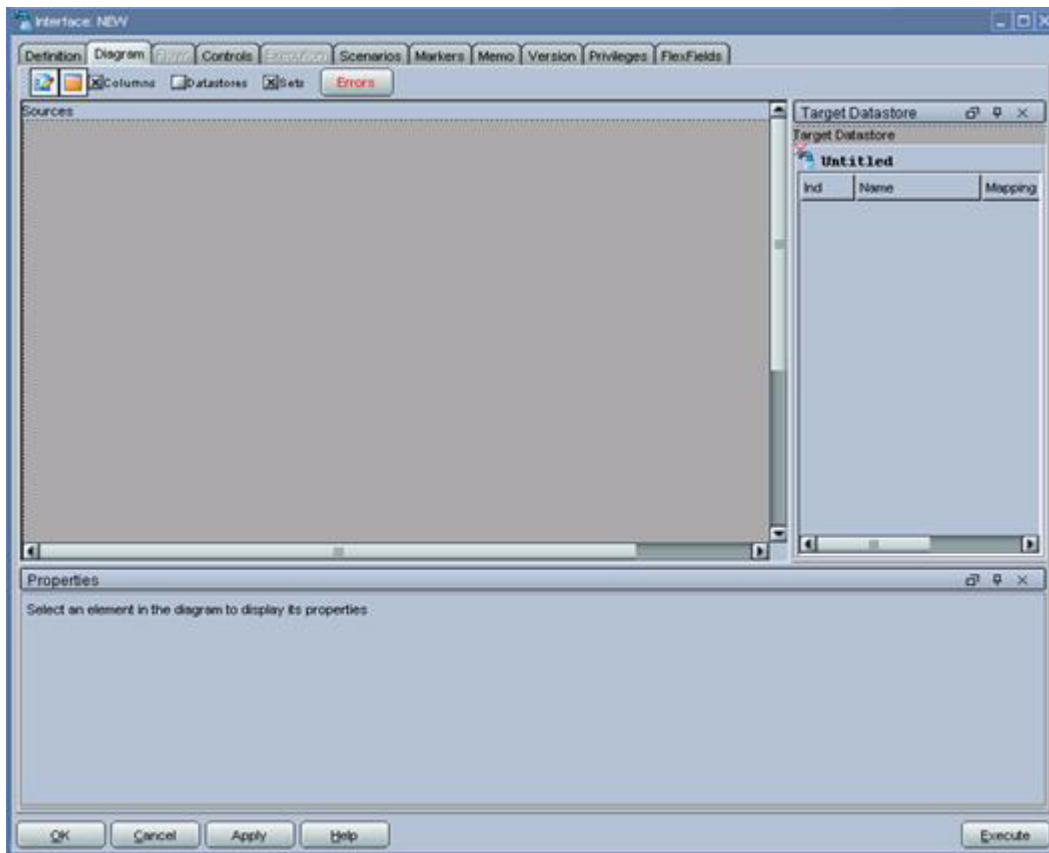 Interface: NEW
Definition Diagram Flow Controls Execution Scenarios Markers Memo Version Privileges FlexFields
Columns Datastores Sets Errors
Sources
Target Datastore
Target Datastore
Untitled
Ind Name Mapping
Properties
Select an element in the diagram to display its properties
OK Cancel Apply Help Execute